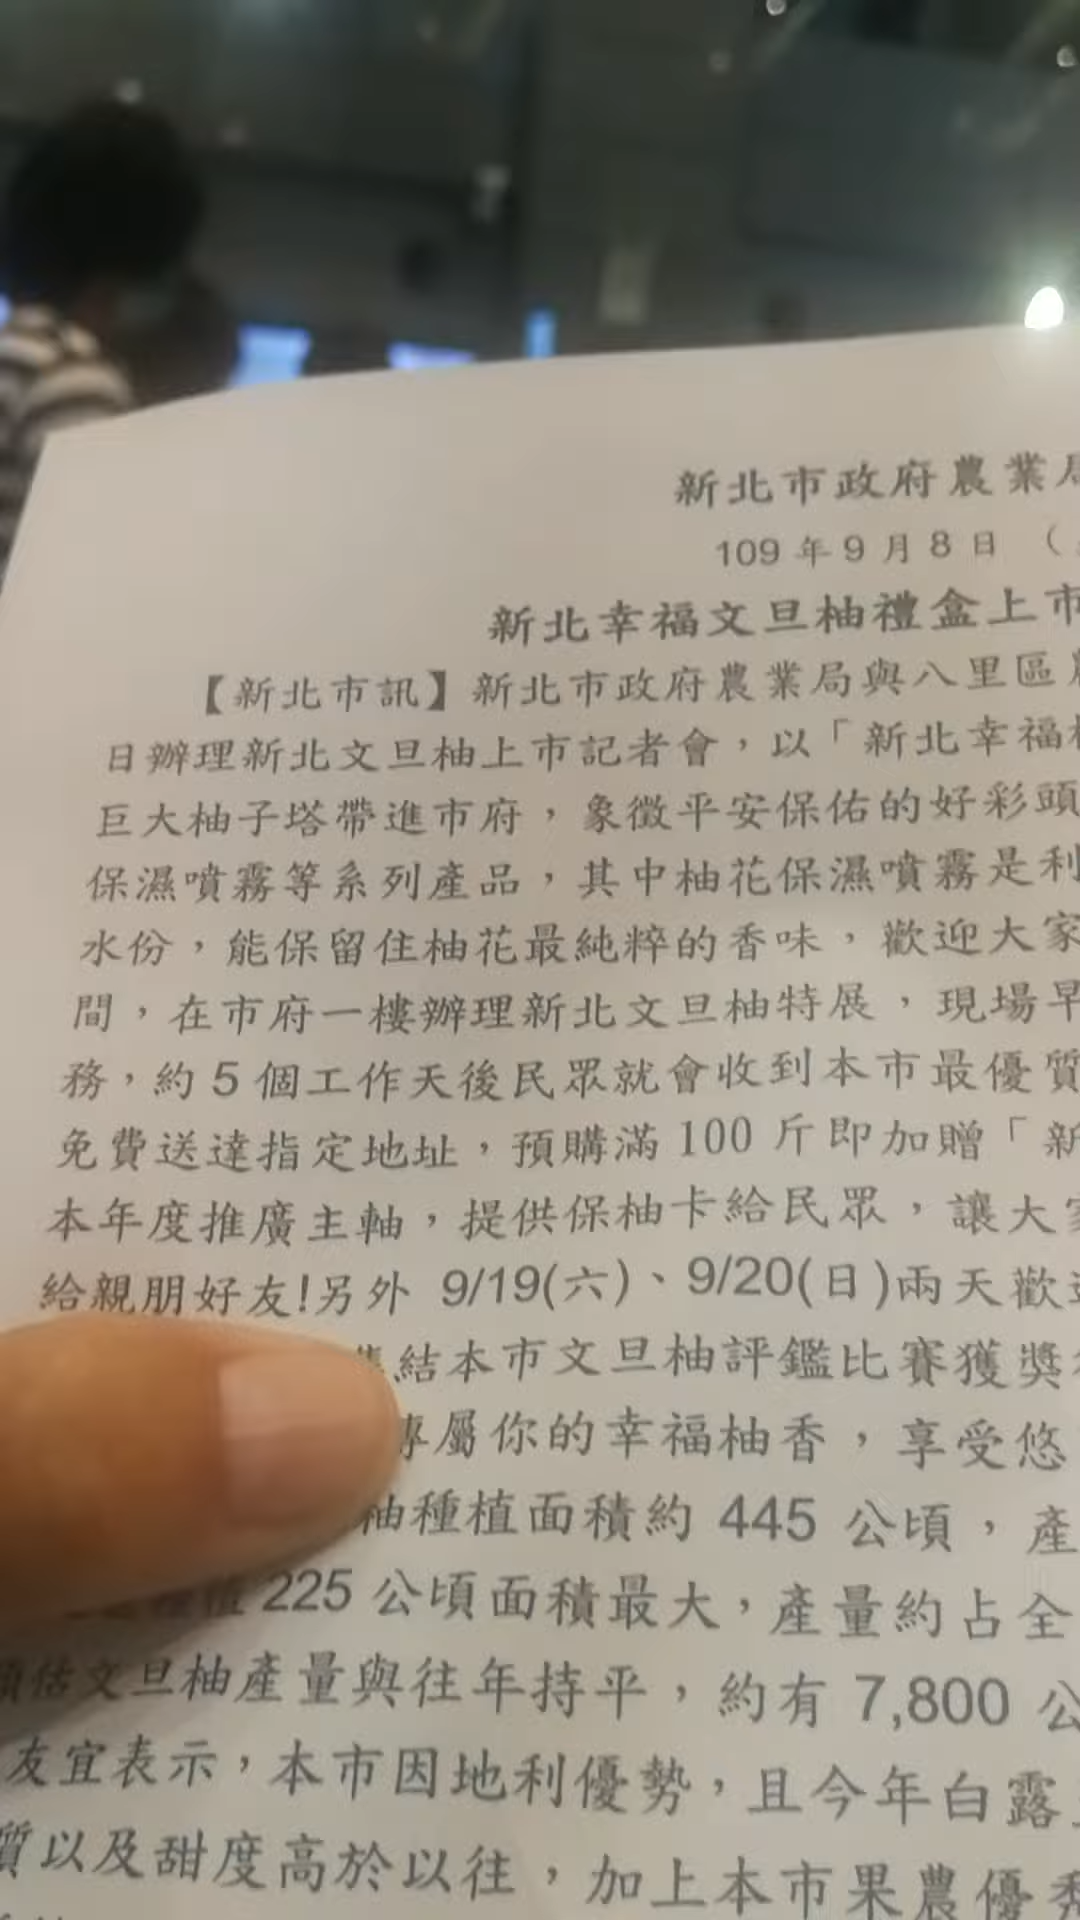 新北市政府農業局
109年9月8日 （
新北幸福文旦柚禮盒上市
【新北市訊】新北市政府農業局與八里區
日辦理新北文旦柚上市記者會，以「新北幸福
巨大柚子塔帶進市府，象徵平安保佑的好彩頭
保濕噴霧等系列產品，其中柚花保濕噴霧是利
水份，能保留住柚花最純粹的香味，歡迎大家
間，在市府一樓辦理新北文旦柚特展，現場早
務，約5個工作天後民眾就會收到本市最優質
免費送達指定地址，預購滿100斤即加贈「新
本年度推廣主軸，提供保柚卡給民眾，讓大家
給親朋好友!另外 9/19(六)、9/20(日)兩天歡迎
結本市文旦柚評鑑比賽獲獎
專屬你的幸福柚香，享受悠
柚種植面積約 445 公頃，產
225 公頃面積最大，產量約占全
預估文旦柚產量與往年持平，約有 7,800 公
友宜表示，本市因地利優勢，且今年白露
質以及甜度高於以往，加上本市果農優秀